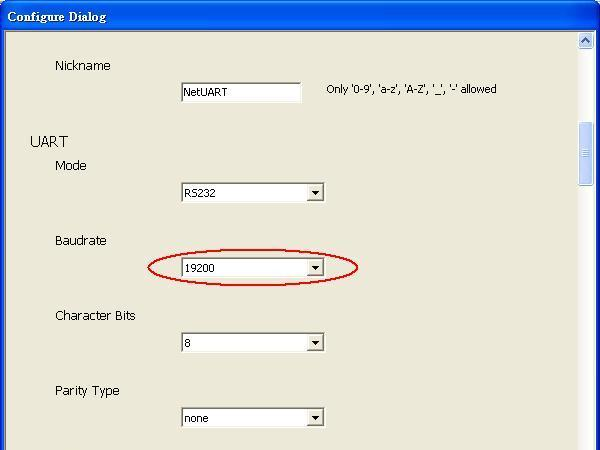 Configure Dialog
Nickname
NetUART
Only '0-9', 'a-z', 'A-Z', '_', '-' allowed
UART
Mode
RS232
Baudrate
19200
Character Bits
8
Parity Type
none